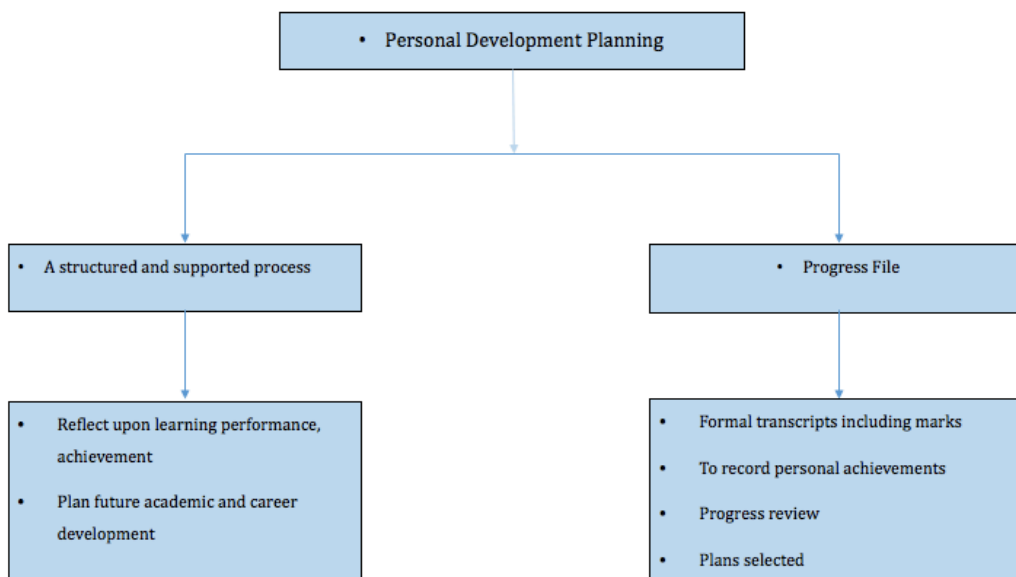 • Personal Development Planning
• A structured and supported process
• Progress File
• Reflect upon learning performance,
achievement
• Plan future academic and career
development
• Formal transcripts including marks
• To record personal achievements
• Progress review
• Plans selected